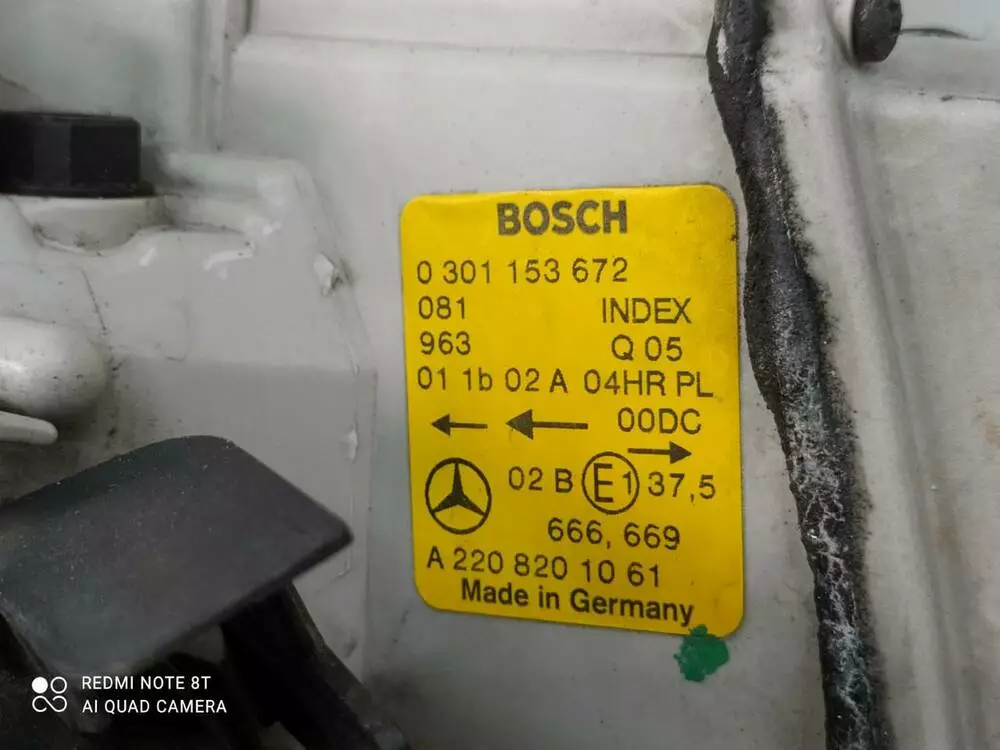 BOSCH
0 301 153 672
081 INDEX
963 Q 05
01 1b 02 A 04HR PL
00DC
02 B E1 37,5
666, 669
A 220 820 10 61
Made in Germany
REDMI NOTE 8T
AI QUAD CAMERA